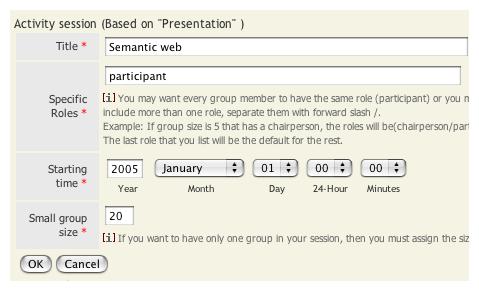 Activity session (Based on "Presentation" )
Title * Semantic web
participant
Specific Roles *
[i] You may want every group member to have the same role (participant) or you
include more than one role, separate them with forward slash /.
Example: If group size is 5 that has a chairperson, the roles will be(chairperson/
The last role that you list will be the default for the rest.
Starting time * 2005 January 01 00 00
Year Month Day 24-Hour Minutes
Small group size * 20
[i] If you want to have only one group in your session, then you must assign the
OK Cancel